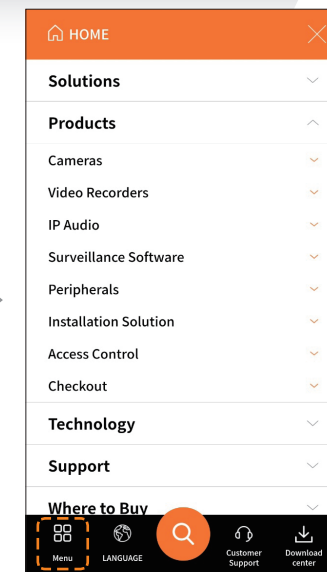 HOME
Solutions
Products
Cameras
Video Recorders
IP Audio
Surveillance Software
Peripherals
Installation Solution
Access Control
Checkout
Technology
Support
Where to Buy
Menu
LANGUAGE
Customer
Support
Download
center